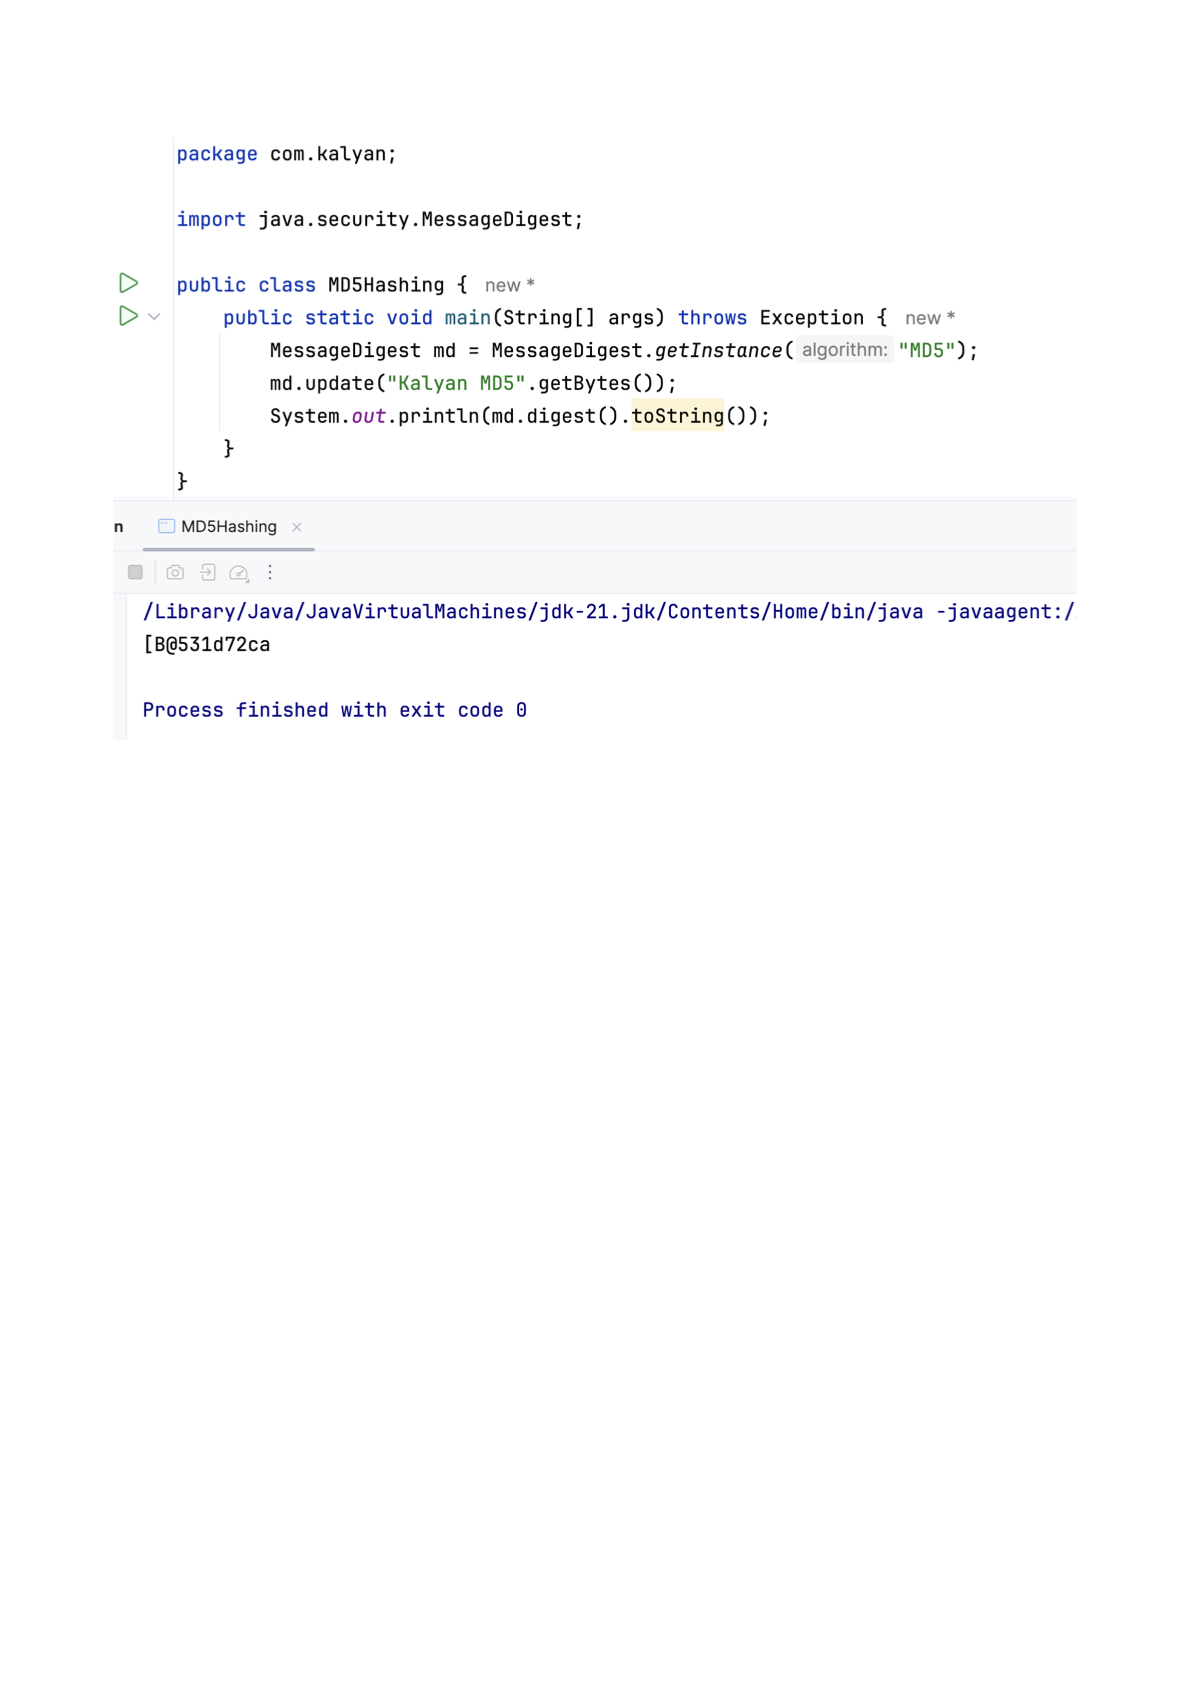 package com.kalyan;
import java.security.MessageDigest;
public class MD5Hashing { new *
public static void main(String[] args) throws Exception { new *
MessageDigest md = MessageDigest.getInstance( algorithm: "MD5");
md.update("Kalyan MD5".getBytes());
System.out.println(md.digest().toString());
}
}
n MD5Hashing ×
/Library/Java/JavaVirtualMachines/jdk-21.jdk/Contents/Home/bin/java -javaagent:/
[B@531d72ca
Process finished with exit code 0